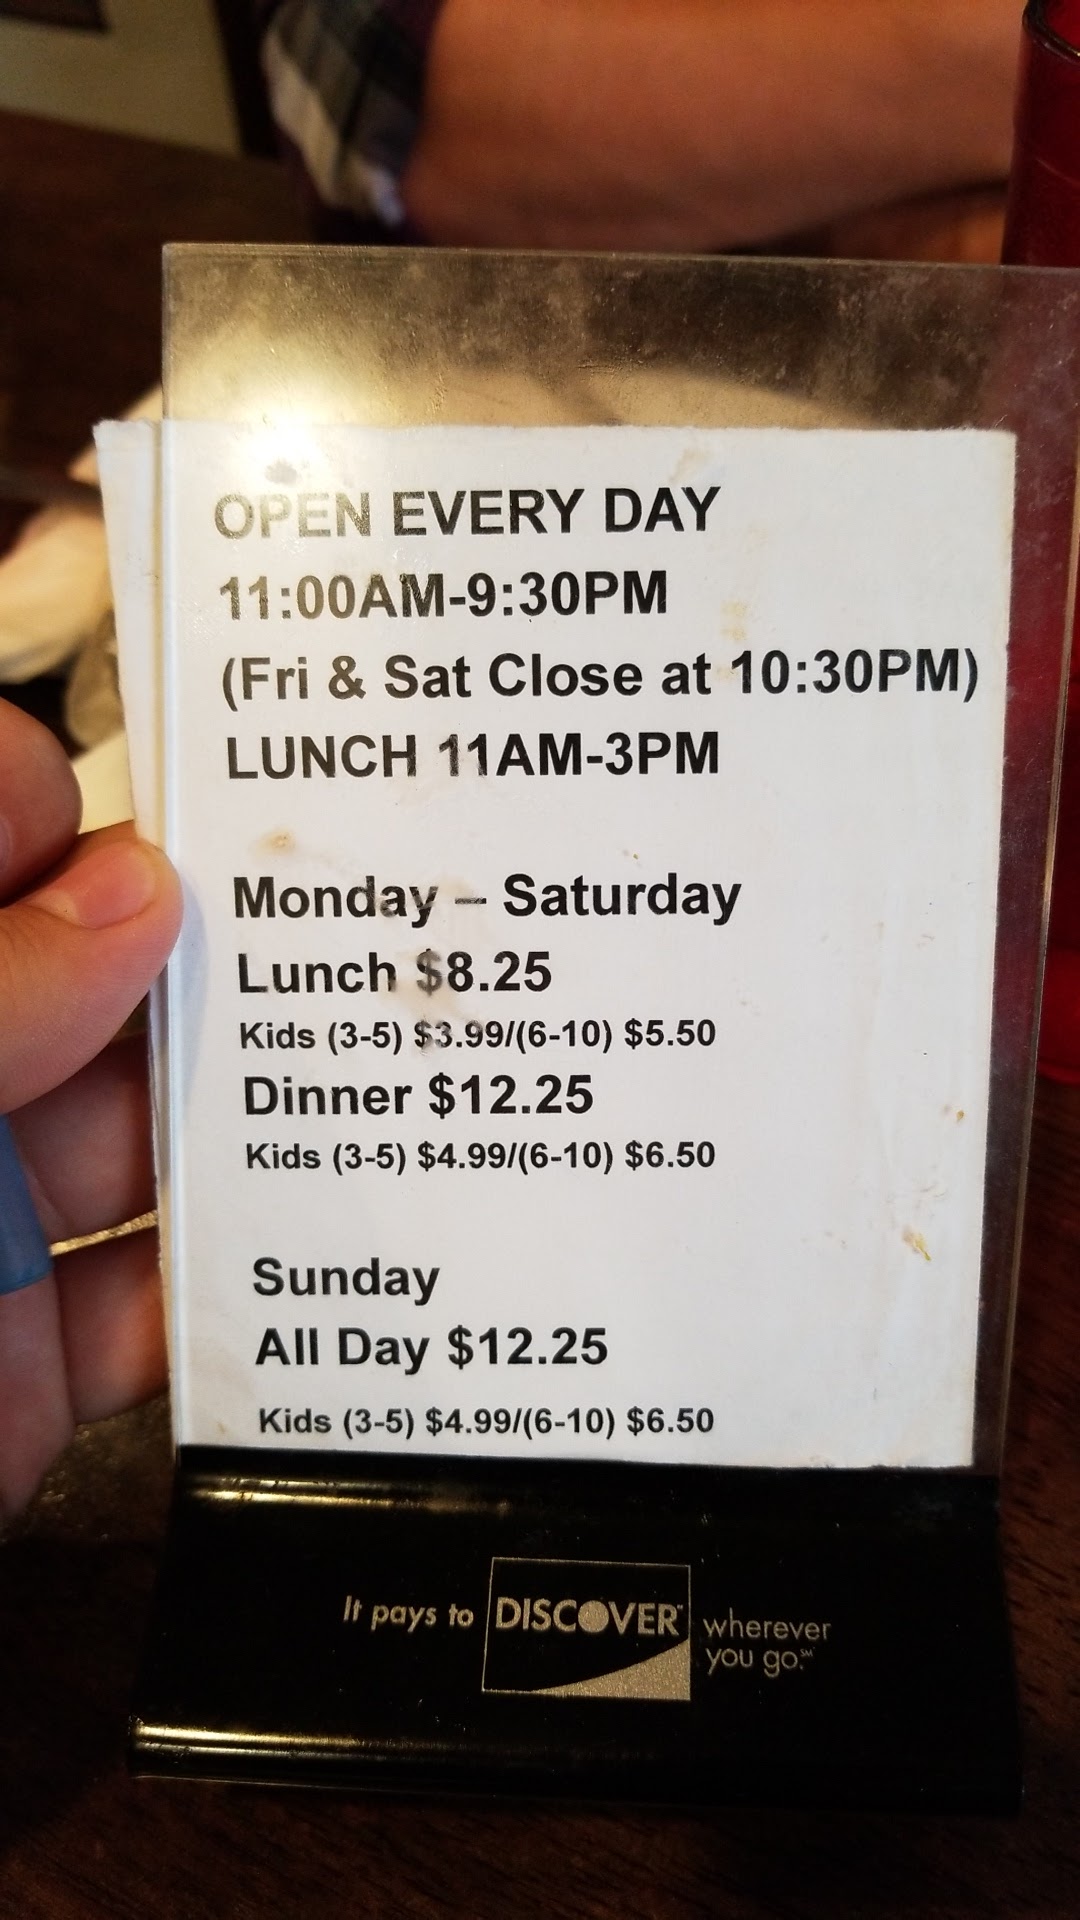 OPEN EVERY DAY
11:00AM-9:30PM
(Fri & Sat Close at 10:30PM)
LUNCH 11AM-3PM
Monday – Saturday
Lunch $8.25
Kids (3-5) $3.99/(6-10) $5.50
Dinner $12.25
Kids (3-5) $4.99/(6-10) $6.50
Sunday
All Day $12.25
Kids (3-5) $4.99/(6-10) $6.50
It pays to DISCOVER™ wherever
you go.℠